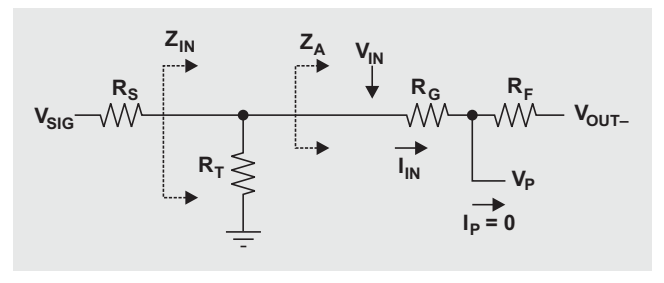 Z_IN
Z_A
V_IN
R_S
R_G
R_F
V_SIG
V_OUT–
R_T
I_IN
V_P
I_P = 0